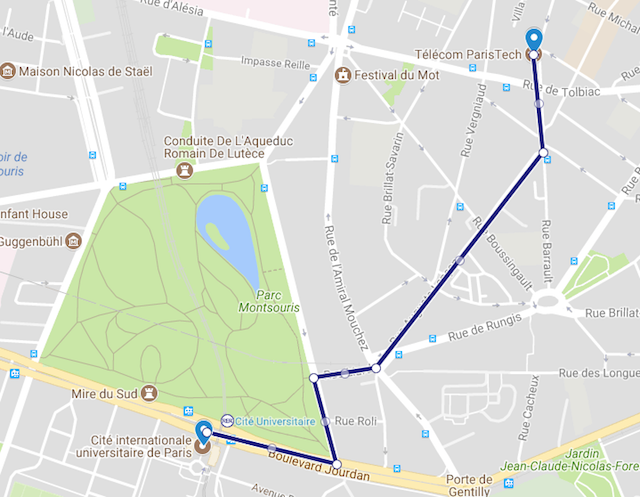 Rue d'Alésia
l'Aude
Impasse Reille
Maison Nicolas de Staël
Festival du Mot
Télécom ParisTech
Villa
Rue Michal
Rue de Tolbiac
Conduite De L'Aqueduc
Romain De Lutèce
Rue Vergniaud
Rue Brillat-Savarin
oir de
tsouris
nfant House
Guggenbühl
Parc
Montsouris
Rue de l'Amiral Mouchez
Rue Boussingault
Rue Barrault
Rue de Rungis
Rue Brillat
Rue des Longues
Rue Cacheux
Mire du Sud
RER
Cité Universitaire
Rue Roli
Cité internationale
universitaire de Paris
Boulevard Jourdan
Porte de
Gentilly
Jardin
Jean-Claude-Nicolas-Fores